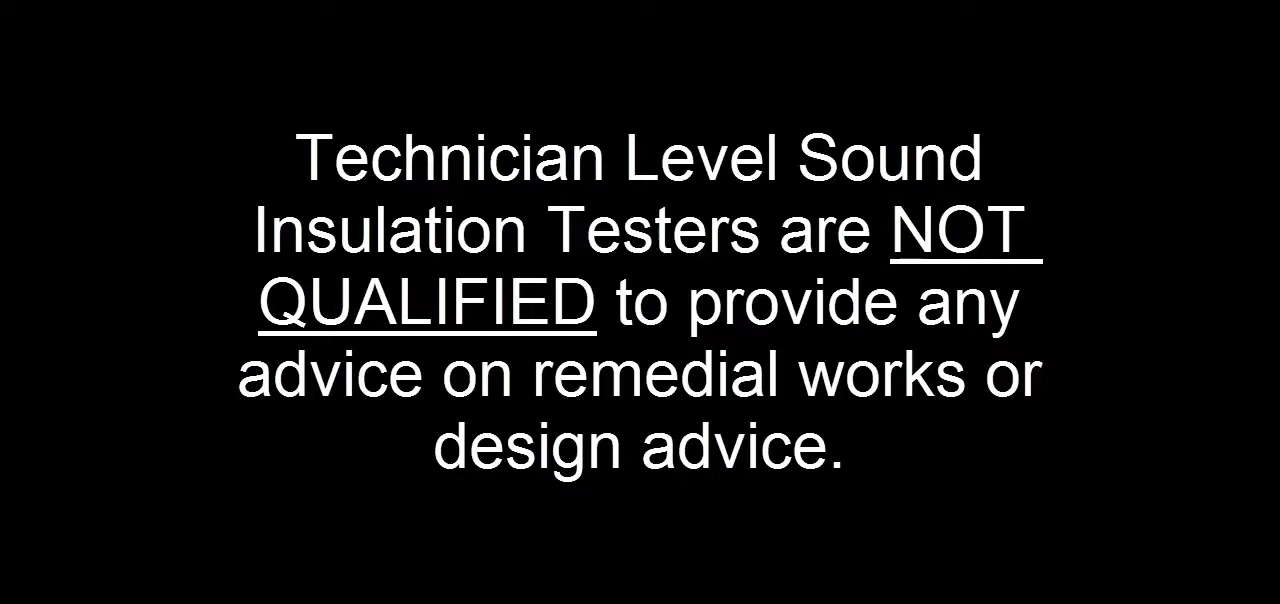 Technician Level Sound
Insulation Testers are NOT
QUALIFIED to provide any
advice on remedial works or
design advice.